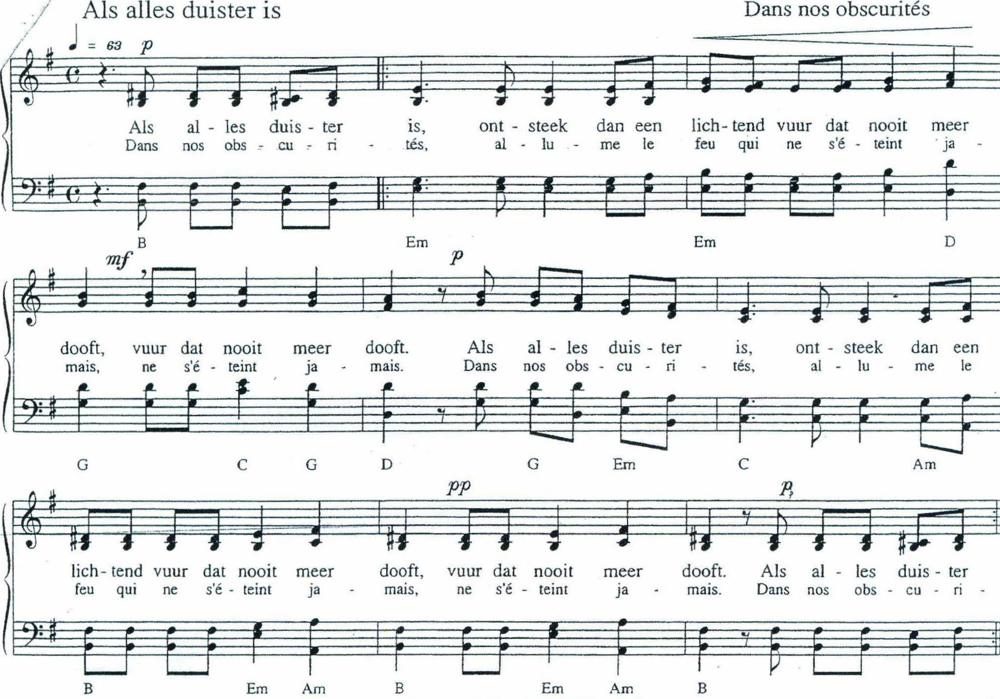 Als alles duister is
Dans nos obscurités
= 63 p
Als al - les duis - ter is, ont - steek dan een lich - tend vuur dat nooit meer
Dans nos obs - cu - ri - tés, al - lu - me le feu qui ne s'é - teint ja -
B Em Em D
mf p
dooft, vuur dat nooit meer dooft. Als al - les duis - ter is, ont - steek dan een
mais, ne s'é - teint ja - mais. Dans nos obs - cu - ri - tés, al - lu - me le
G C G D G Em C Am
pp p
lich - tend vuur dat nooit meer dooft, vuur dat nooit meer dooft. Als al - les duis - ter
feu qui ne s'é - teint ja - mais, ne s'é - teint ja - mais. Dans nos obs - cu - ri -
B Em Am B Em Am B